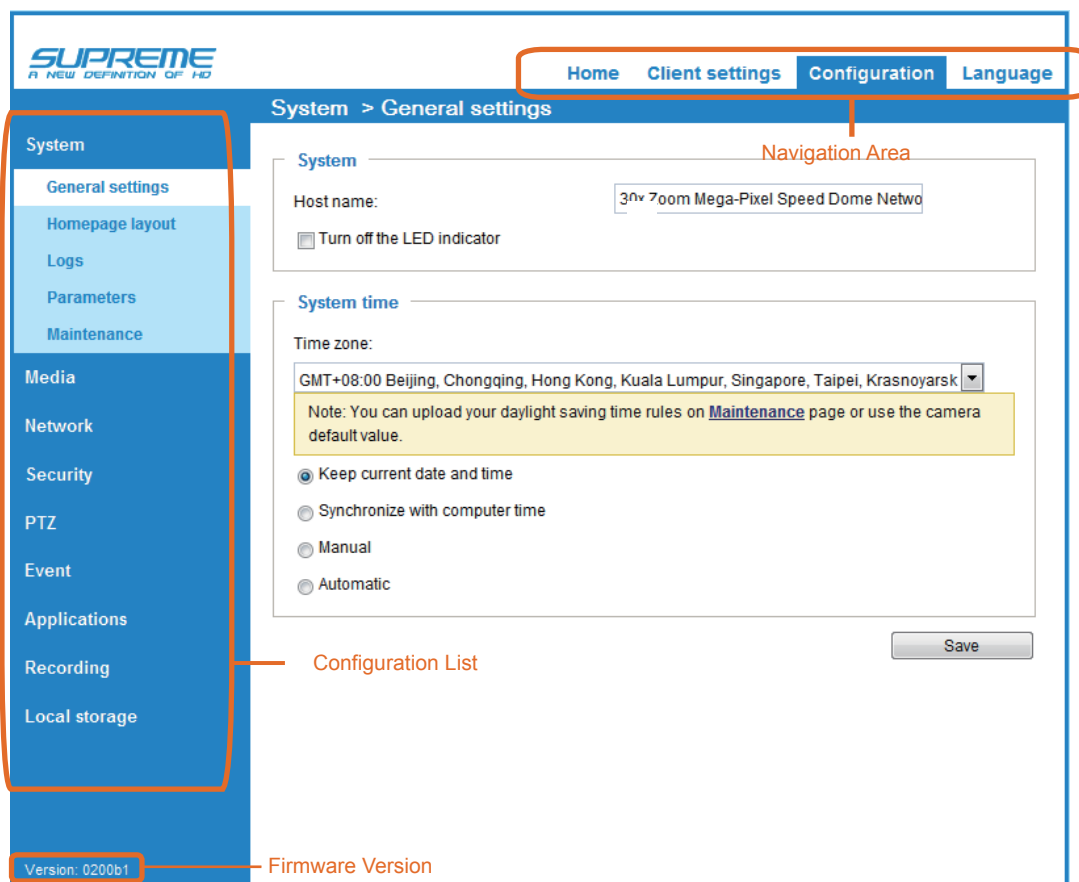 SUPREME
A NEW DEFINITION OF HD
Home Client settings Configuration Language
System > General settings
Navigation Area
System
General settings
Homepage layout
Logs
Parameters
Maintenance
Media
Network
Security
PTZ
Event
Applications
Recording
Local storage
Version: 0200b1
System
Host name: 30x Zoom Mega-Pixel Speed Dome Netwo
Turn off the LED indicator
System time
Time zone:
GMT+08:00 Beijing, Chongqing, Hong Kong, Kuala Lumpur, Singapore, Taipei, Krasnoyarsk
Note: You can upload your daylight saving time rules on Maintenance page or use the camera
default value.
Keep current date and time
Synchronize with computer time
Manual
Automatic
Save
Configuration List
Firmware Version